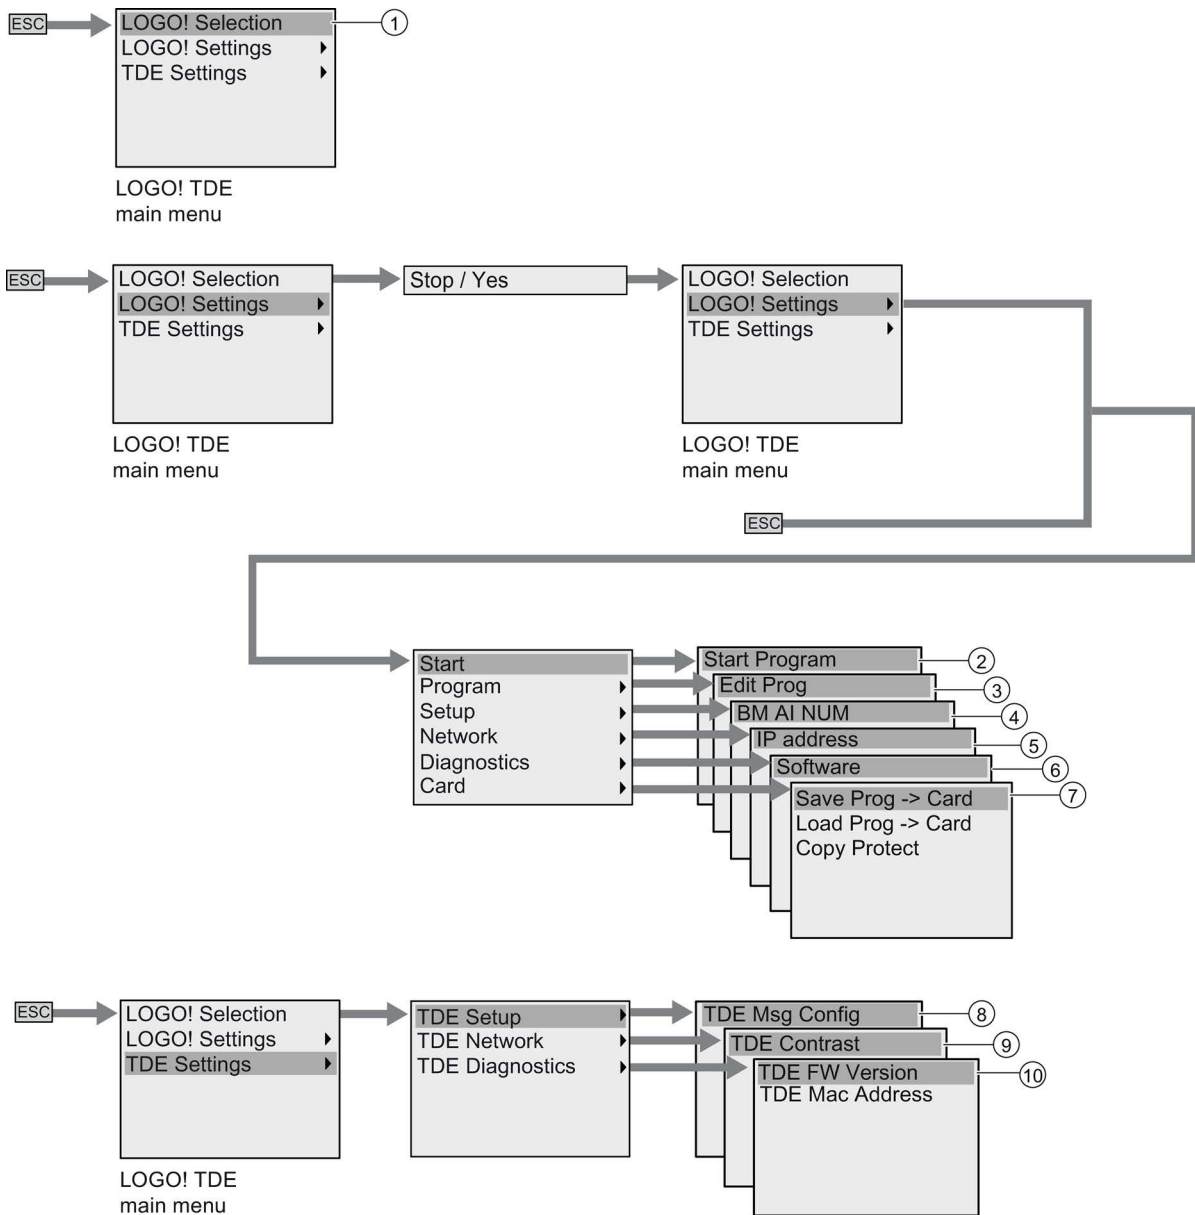 ESC
LOGO! Selection
LOGO! Settings
TDE Settings
1
LOGO! TDE
main menu
ESC
LOGO! Selection
LOGO! Settings
TDE Settings
LOGO! TDE
main menu
Stop / Yes
LOGO! Selection
LOGO! Settings
TDE Settings
LOGO! TDE
main menu
ESC
Start
Program
Setup
Network
Diagnostics
Card
Start Program
2
Edit Prog
3
BM AI NUM
4
IP address
5
Software
6
Save Prog -> Card
7
Load Prog -> Card
Copy Protect
ESC
LOGO! Selection
LOGO! Settings
TDE Settings
LOGO! TDE
main menu
TDE Setup
TDE Network
TDE Diagnostics
TDE Msg Config
8
TDE Contrast
9
TDE FW Version
10
TDE Mac Address